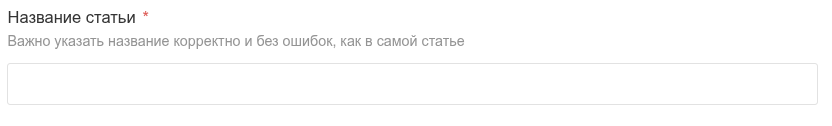 Название статьи *
Важно указать название корректно и без ошибок, как в самой статье